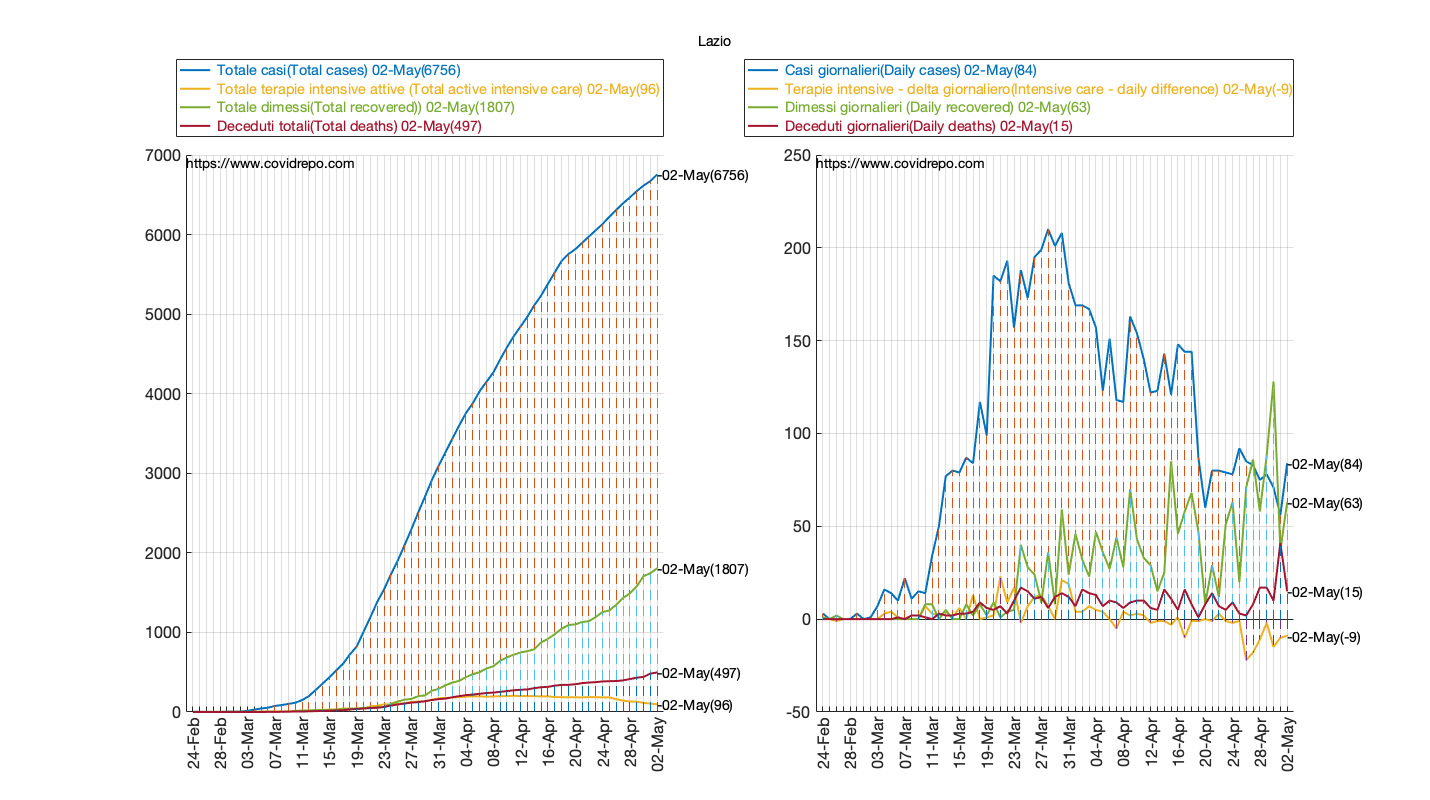 Lazio
Totale casi(Total cases) 02-May(6756)
Totale terapie intensive attive (Total active intensive care) 02-May(96)
Totale dimessi(Total recovered)) 02-May(1807)
Deceduti totali(Total deaths) 02-May(497)
Casi giornalieri(Daily cases) 02-May(84)
Terapie intensive - delta giornaliero(Intensive care - daily difference) 02-May(-9)
Dimessi giornalieri (Daily recovered) 02-May(63)
Deceduti giornalieri(Daily deaths) 02-May(15)
https://www.covidrepo.com
7000
6000
5000
4000
3000
2000
1000
0
02-May(6756)
02-May(1807)
02-May(497)
02-May(96)
24-Feb
28-Feb
03-Mar
07-Mar
11-Mar
15-Mar
19-Mar
23-Mar
27-Mar
31-Mar
04-Apr
08-Apr
12-Apr
16-Apr
20-Apr
24-Apr
28-Apr
02-May
https://www.covidrepo.com
250
200
150
100
50
0
-50
02-May(84)
02-May(63)
02-May(15)
02-May(-9)
24-Feb
28-Feb
03-Mar
07-Mar
11-Mar
15-Mar
19-Mar
23-Mar
27-Mar
31-Mar
04-Apr
08-Apr
12-Apr
16-Apr
20-Apr
24-Apr
28-Apr
02-May